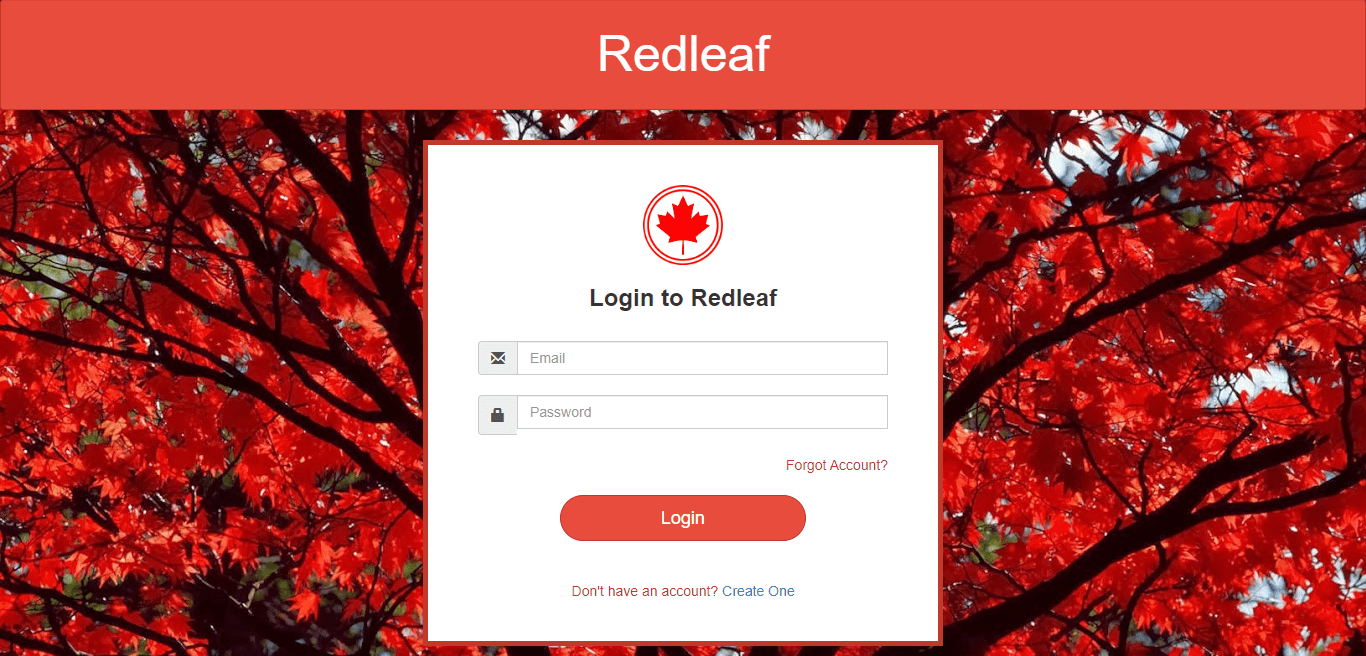 Redleaf
Login to Redleaf
Email
Password
Forgot Account?
Login
Don't have an account? Create One